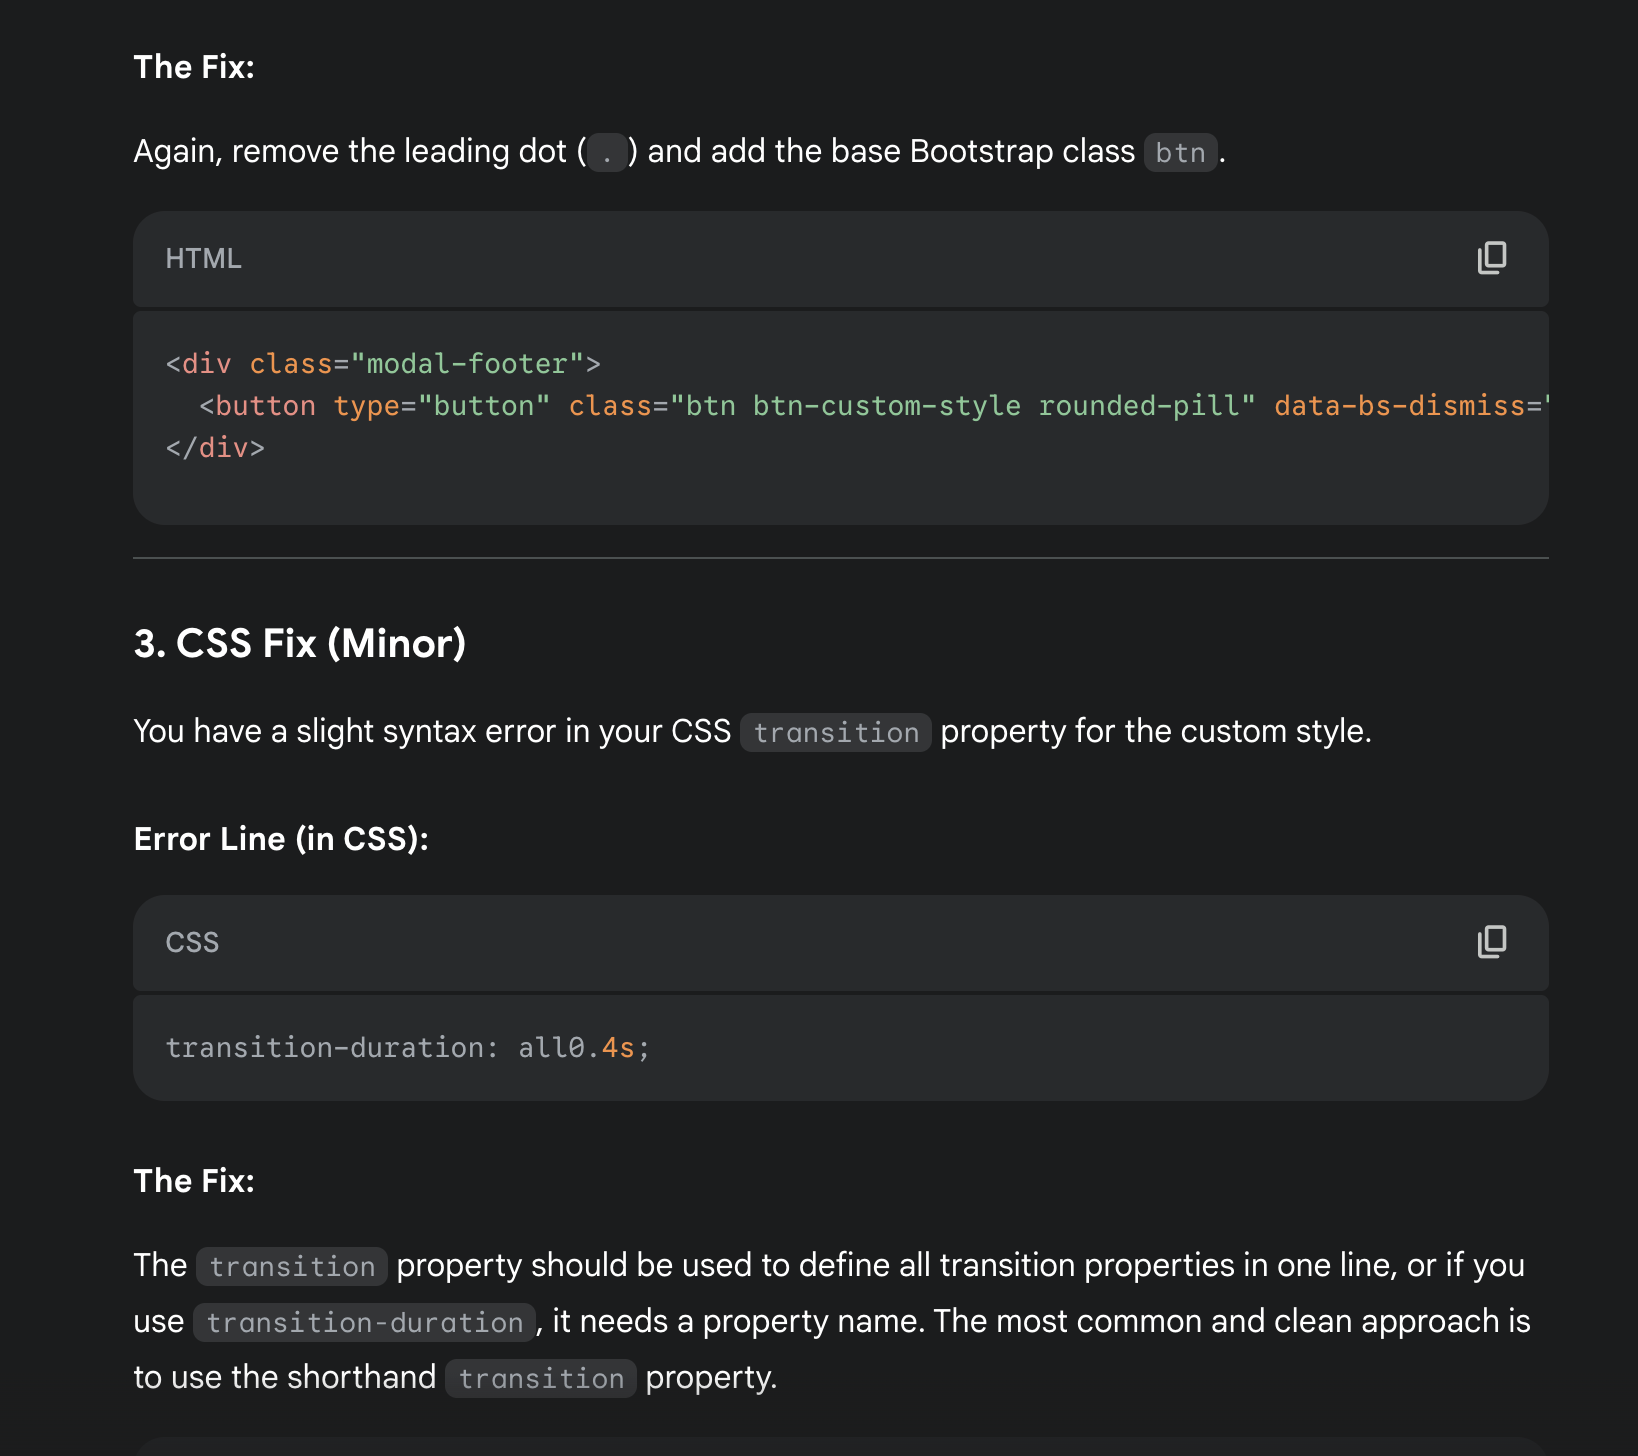 The Fix:
Again, remove the leading dot (.) and add the base Bootstrap class btn.
HTML
<div class="modal-footer">
  <button type="button" class="btn btn-custom-style rounded-pill" data-bs-dismiss="
</div>
3. CSS Fix (Minor)
You have a slight syntax error in your CSS transition property for the custom style.
Error Line (in CSS):
CSS
transition-duration: all0.4s;
The Fix:
The transition property should be used to define all transition properties in one line, or if you
use transition-duration, it needs a property name. The most common and clean approach is
to use the shorthand transition property.